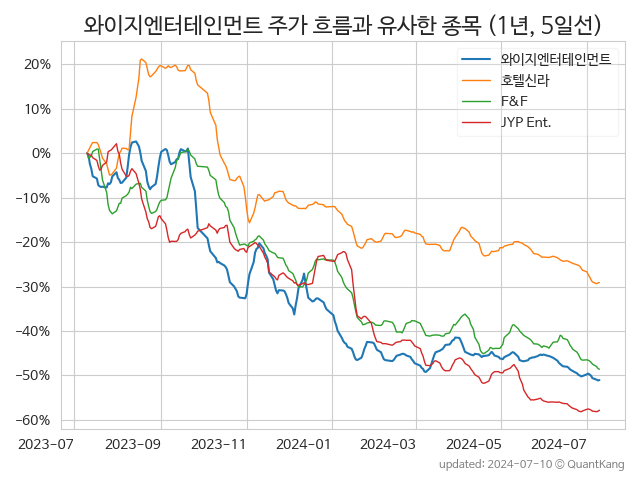 와이지엔터테인먼트 주가 흐름과 유사한 종목 (1년, 5일선)
와이지엔터테인먼트
호텔신라
F&F
JYP Ent.
20%
10%
0%
−10%
−20%
−30%
−40%
−50%
−60%
2023-07 2023-09 2023-11 2024-01 2024-03 2024-05 2024-07
updated: 2024-07-10 © QuantKang